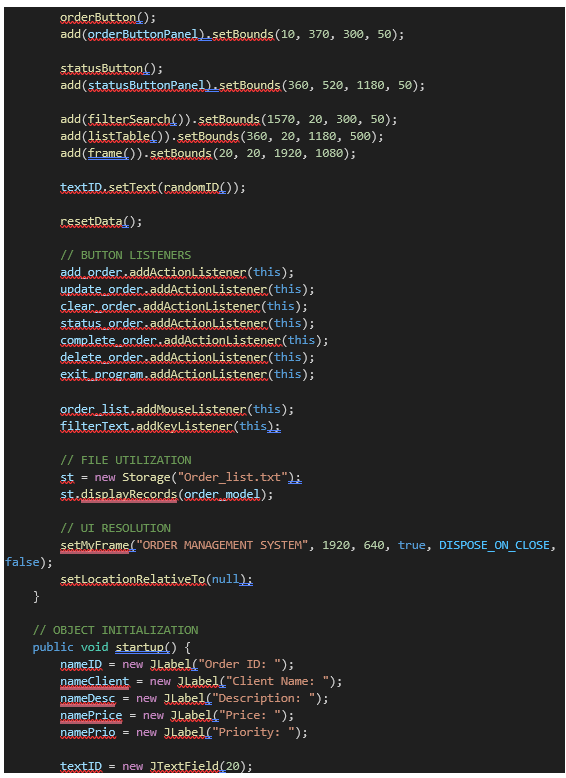 orderButton();
add(orderButtonPanel).setBounds(10, 370, 300, 50);
statusButton();
add(statusButtonPanel).setBounds(360, 520, 1180, 50);
add(filterSearch()).setBounds(1570, 20, 300, 50);
add(listTable()).setBounds(360, 20, 1180, 500);
add(frame()).setBounds(20, 20, 1920, 1080);
textID.setText(randomID());
resetData();
// BUTTON LISTENERS
add_order.addActionListener(this);
update_order.addActionListener(this);
clear_order.addActionListener(this);
status_order.addActionListener(this);
complete_order.addActionListener(this);
delete_order.addActionListener(this);
exit_program.addActionListener(this);
order_list.addMouseListener(this);
filterText.addKeyListener(this);
// FILE UTILIZATION
st = new Storage("Order_list.txt");
st.displayRecords(order_model);
// UI RESOLUTION
setMyFrame("ORDER MANAGEMENT SYSTEM", 1920, 640, true, DISPOSE_ON_CLOSE,
false);
setLocationRelativeTo(null);
}
// OBJECT INITIALIZATION
public void startup() {
nameID = new JLabel("Order ID: ");
nameClient = new JLabel("Client Name: ");
nameDesc = new JLabel("Description: ");
namePrice = new JLabel("Price: ");
namePrio = new JLabel("Priority: ");
textID = new JTextField(20);